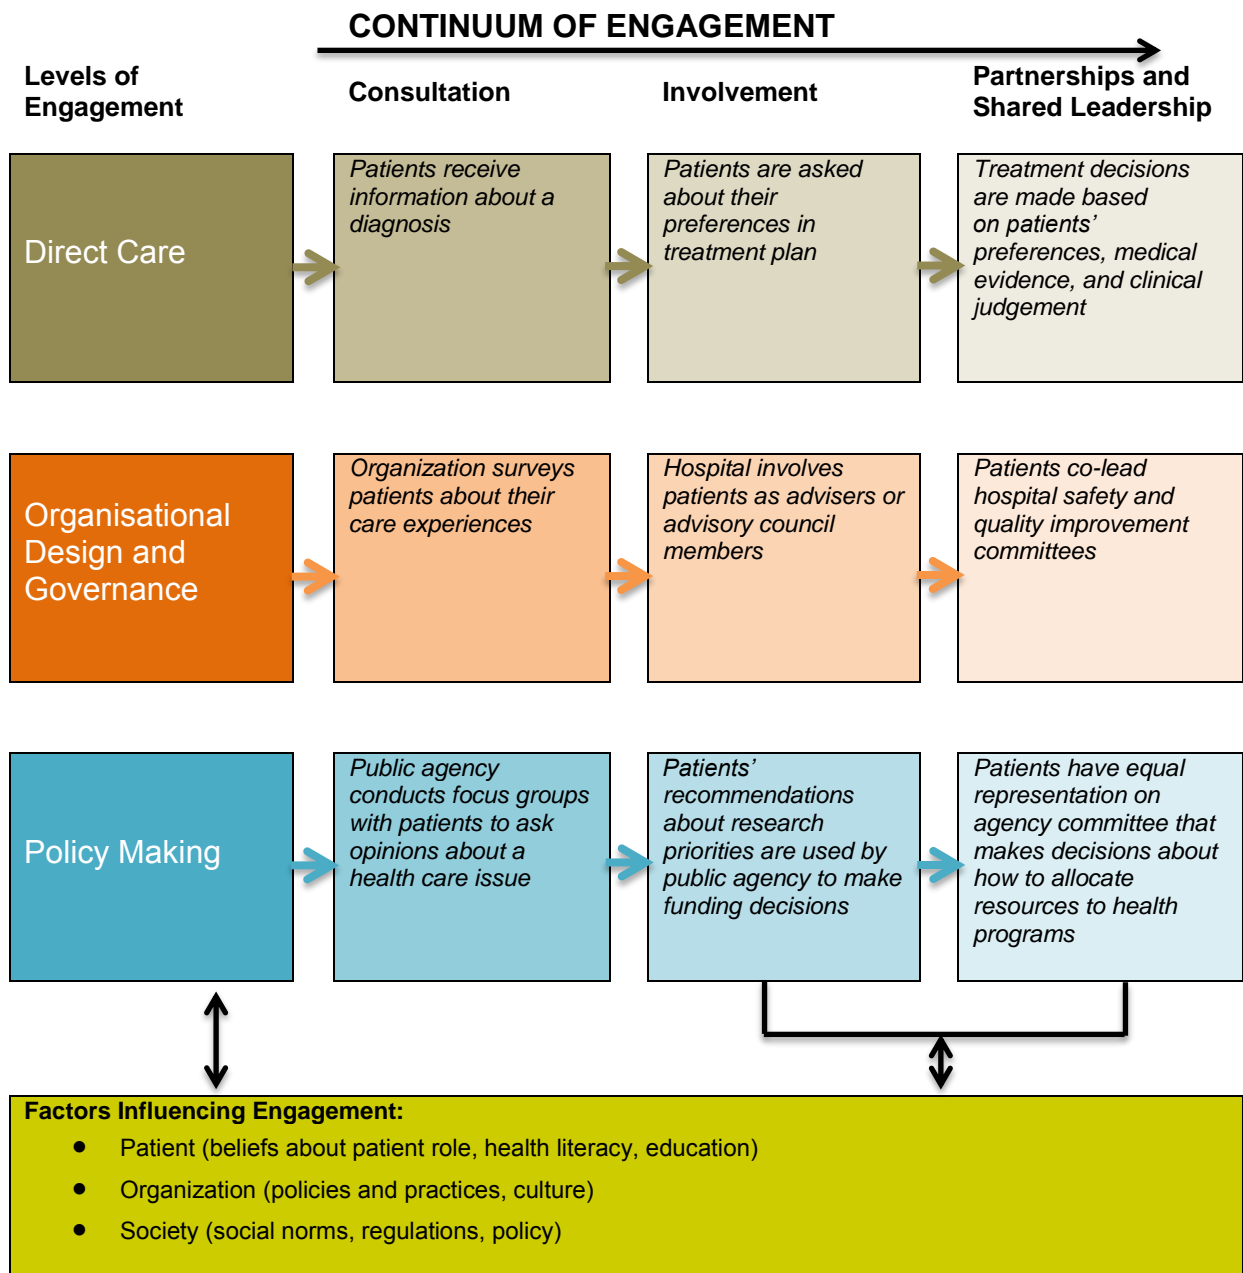 CONTINUUM OF ENGAGEMENT
Levels of
Engagement
Consultation
Involvement
Partnerships and
Shared Leadership
Direct Care
Patients receive
information about a
diagnosis
Patients are asked
about their
preferences in
treatment plan
Treatment decisions
are made based
on patients’
preferences, medical
evidence, and clinical
judgement
Organisational
Design and
Governance
Organization surveys
patients about their
care experiences
Hospital involves
patients as advisers or
advisory council
members
Patients co-lead
hospital safety and
quality improvement
committees
Policy Making
Public agency
conducts focus groups
with patients to ask
opinions about a
health care issue
Patients’
recommendations
about research
priorities are used by
public agency to make
funding decisions
Patients have equal
representation on
agency committee that
makes decisions about
how to allocate
resources to health
programs
Factors Influencing Engagement:
● Patient (beliefs about patient role, health literacy, education)
● Organization (policies and practices, culture)
● Society (social norms, regulations, policy)